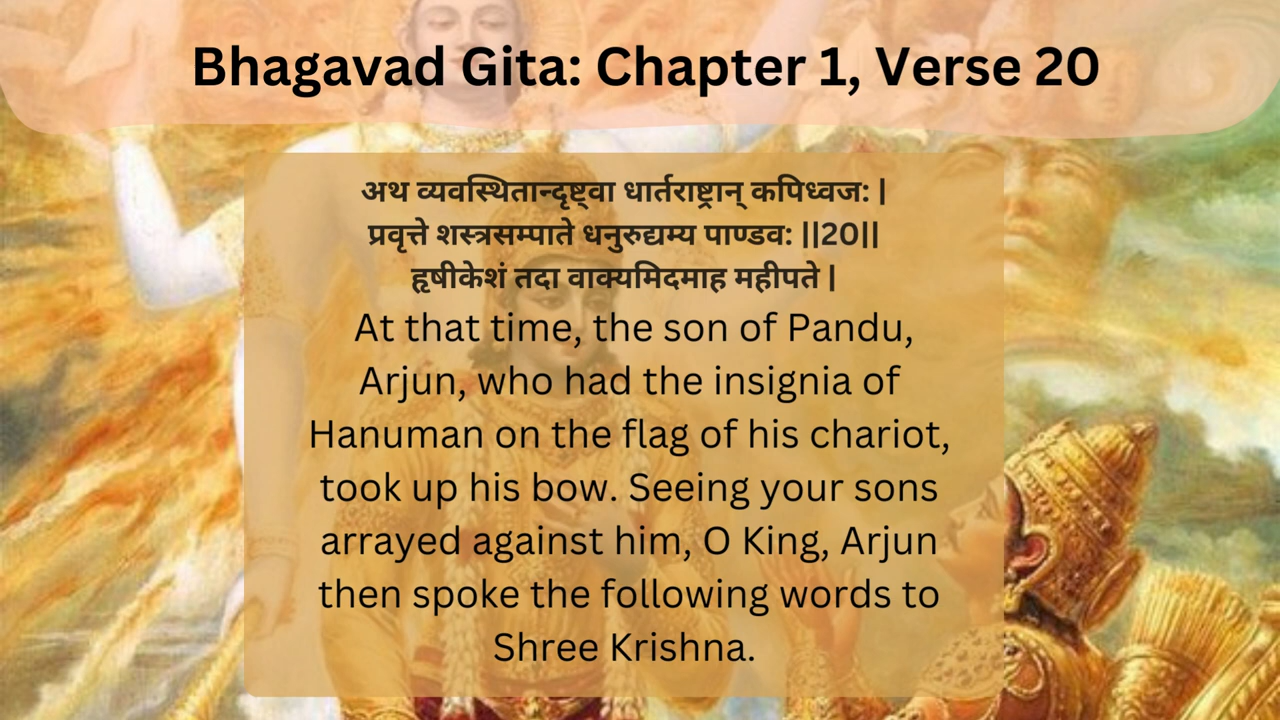 Bhagavad Gita: Chapter 1, Verse 20
अथ व्यवस्थितान्दृष्ट्वा धार्तराष्ट्रान् कपिध्वज: |
प्रवृत्ते शस्त्रसम्पाते धनुरुद्यम्य पाण्डव: ||20||
हृषीकेशं तदा वाक्यमिदमाह महीपते |
At that time, the son of Pandu,
Arjun, who had the insignia of
Hanuman on the flag of his chariot,
took up his bow. Seeing your sons
arrayed against him, O King, Arjun
then spoke the following words to
Shree Krishna.